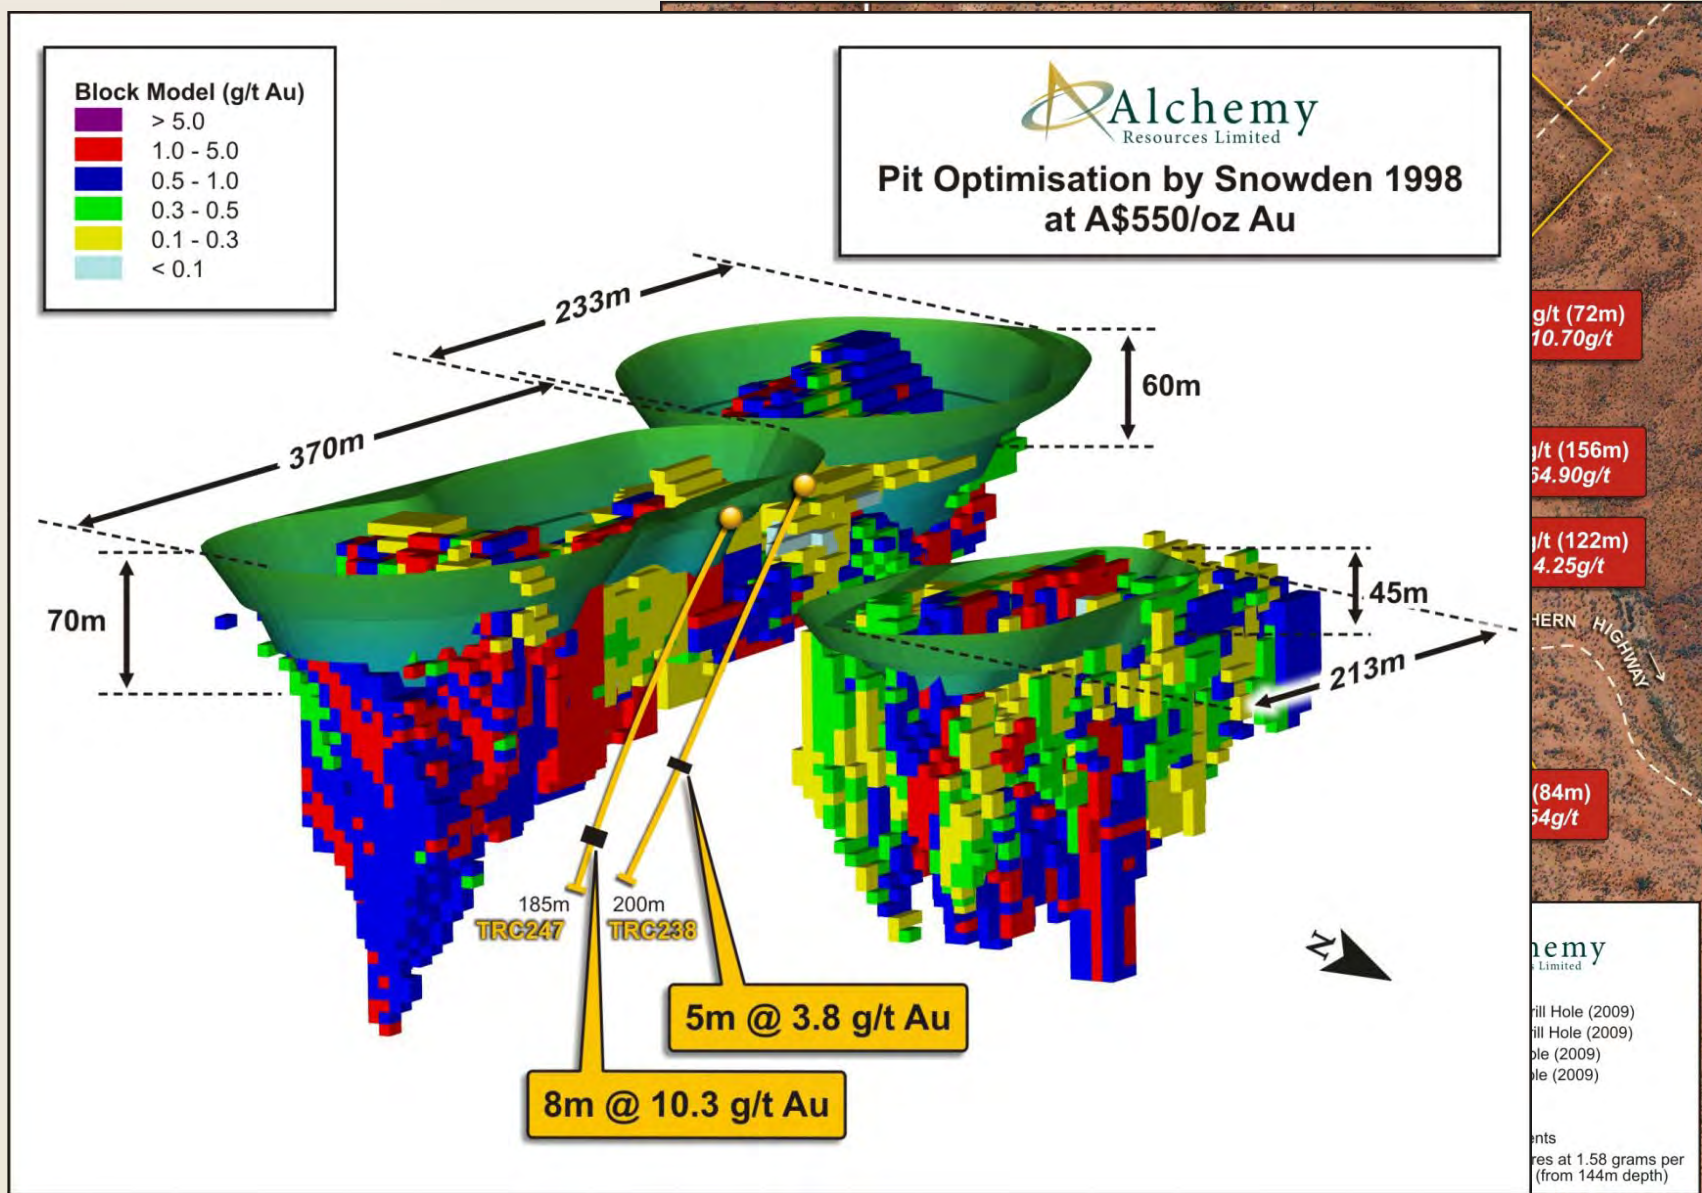 Block Model (g/t Au)
> 5.0
1.0 - 5.0
0.5 - 1.0
0.3 - 0.5
0.1 - 0.3
< 0.1
Alchemy
Resources Limited
Pit Optimisation by Snowden 1998
at A$550/oz Au
233m
370m
60m
70m
45m
213m
185m
TRC247
200m
TRC238
5m @ 3.8 g/t Au
8m @ 10.3 g/t Au
N
g/t (72m)
10.70g/t
g/t (156m)
64.90g/t
g/t (122m)
4.25g/t
HERN HIGHWAY
(84m)
54g/t
hemy
Limited
rill Hole (2009)
rill Hole (2009)
ole (2009)
ole (2009)
ents
res at 1.58 grams per
(from 144m depth)